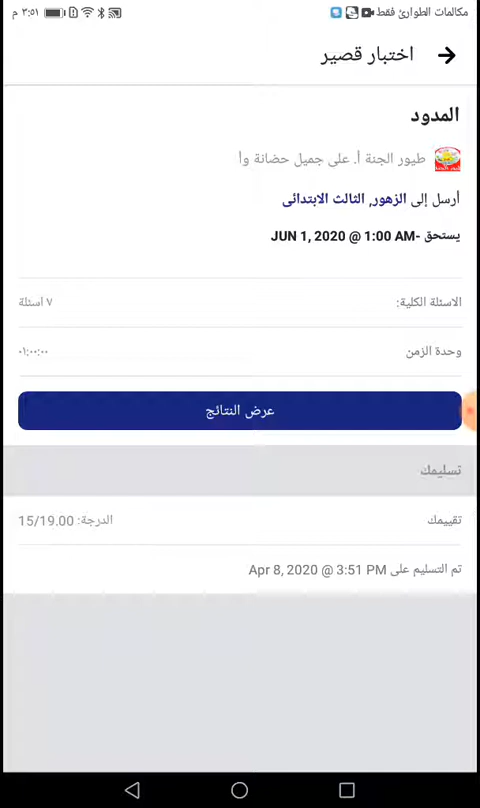 مكالمات الطوارئ فقط ٣:٥١ م
اختبار قصير
المدود
طيور الجنة أ. على جميل حضانة وأ
أرسل إلى الزهور, الثالث الابتدائى
يستحق -JUN 1, 2020 @ 1:00 AM
الاسئلة الكلية: ٧ اسئلة
وحدة الزمن ٠١:٠٠:٠٠
عرض النتائج
تسليمك
تقييمك الدرجة: 15/19.00
تم التسليم على Apr 8, 2020 @ 3:51 PM